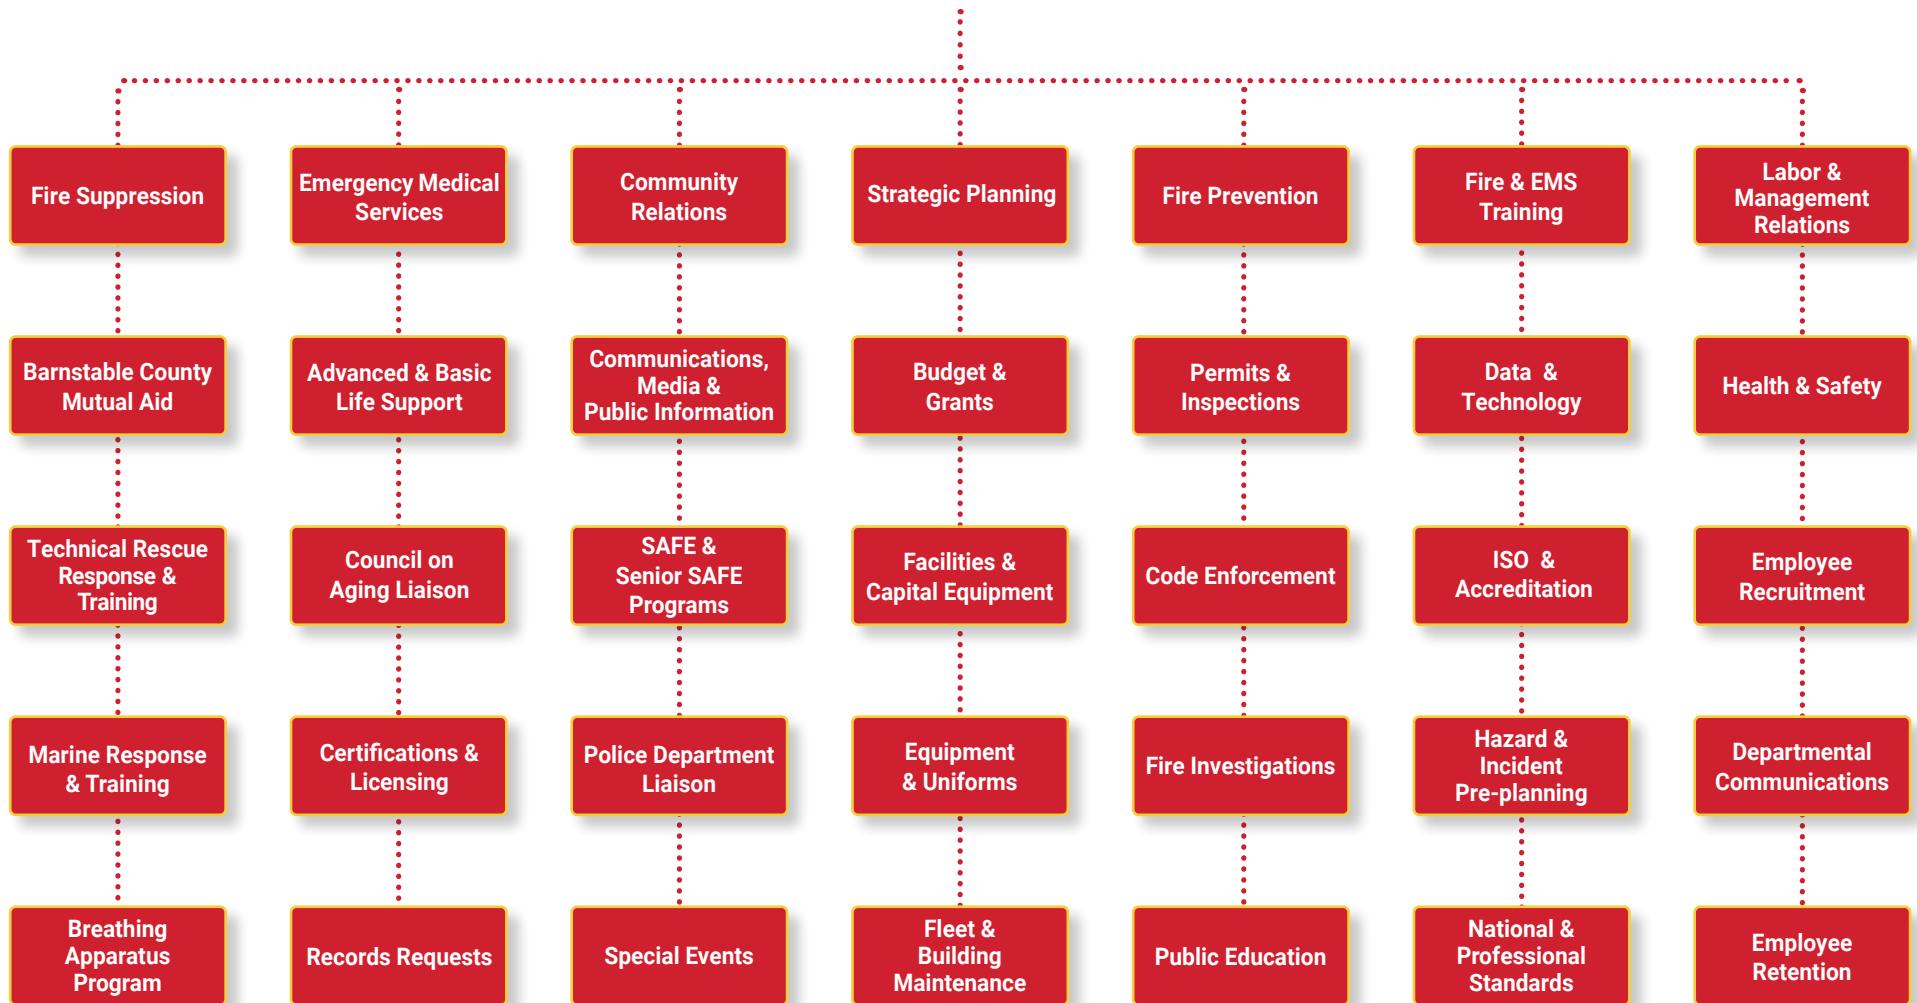 Fire Suppression
Emergency Medical
Services
Community
Relations
Strategic Planning
Fire Prevention
Fire & EMS
Training
Labor &
Management
Relations
Barnstable County
Mutual Aid
Advanced & Basic
Life Support
Communications,
Media &
Public Information
Budget &
Grants
Permits &
Inspections
Data &
Technology
Health & Safety
Technical Rescue
Response &
Training
Council on
Aging Liaison
SAFE &
Senior SAFE
Programs
Facilities &
Capital Equipment
Code Enforcement
ISO &
Accreditation
Employee
Recruitment
Marine Response
& Training
Certifications &
Licensing
Police Department
Liaison
Equipment
& Uniforms
Fire Investigations
Hazard &
Incident
Pre-planning
Departmental
Communications
Breathing
Apparatus
Program
Records Requests
Special Events
Fleet &
Building
Maintenance
Public Education
National &
Professional
Standards
Employee
Retention